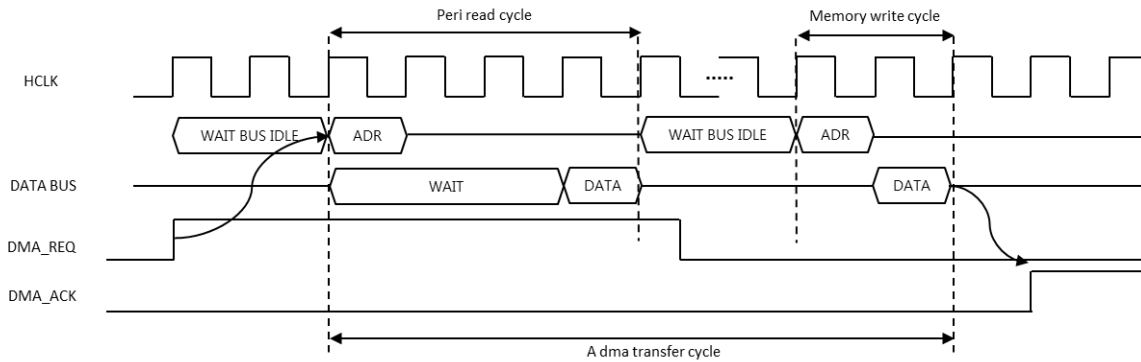 Peri read cycle
Memory write cycle
HCLK
.....
WAIT BUS IDLE
ADR
WAIT BUS IDLE
ADR
DATA BUS
WAIT
DATA
DATA
DMA_REQ
DMA_ACK
A dma transfer cycle